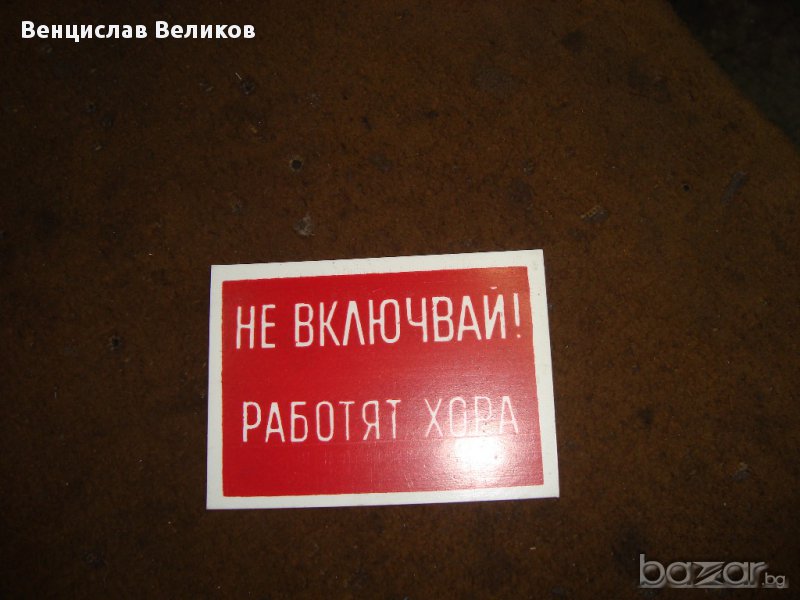 Венцислав Великов
НЕ ВКЛЮЧВАЙ!
РАБОТЯТ ХОРА
bazar.bg